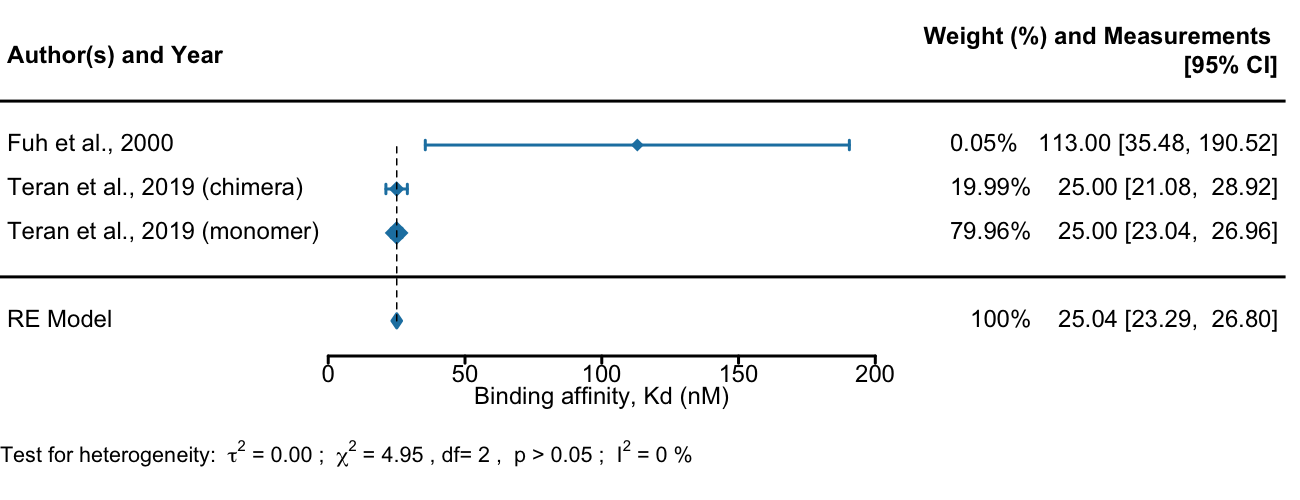 Author(s) and Year
Weight (%) and Measurements
[95% CI]
Fuh et al., 2000 0.05% 113.00 [35.48, 190.52]
Teran et al., 2019 (chimera) 19.99% 25.00 [21.08, 28.92]
Teran et al., 2019 (monomer) 79.96% 25.00 [23.04, 26.96]
RE Model 100% 25.04 [23.29, 26.80]
0 50 100 150 200
Binding affinity, Kd (nM)
Test for heterogeneity: τ² = 0.00 ; χ² = 4.95 , df= 2 , p > 0.05 ; I² = 0 %